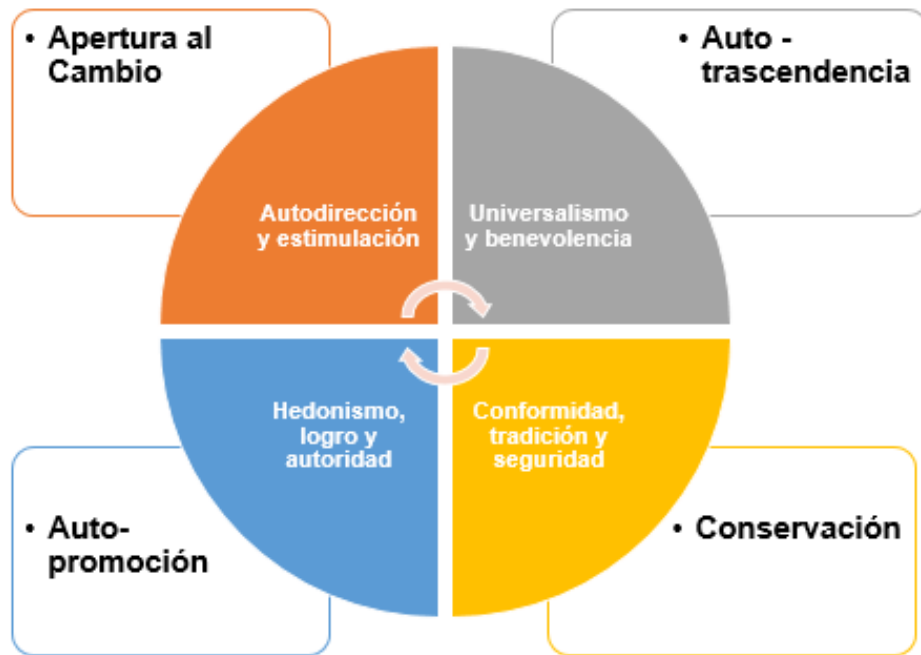 • Apertura al
Cambio
• Auto -
trascendencia
Autodirección
y estimulación
Universalismo
y benevolencia
Hedonismo,
logro y
autoridad
Conformidad,
tradición y
seguridad
• Auto-
promoción
• Conservación